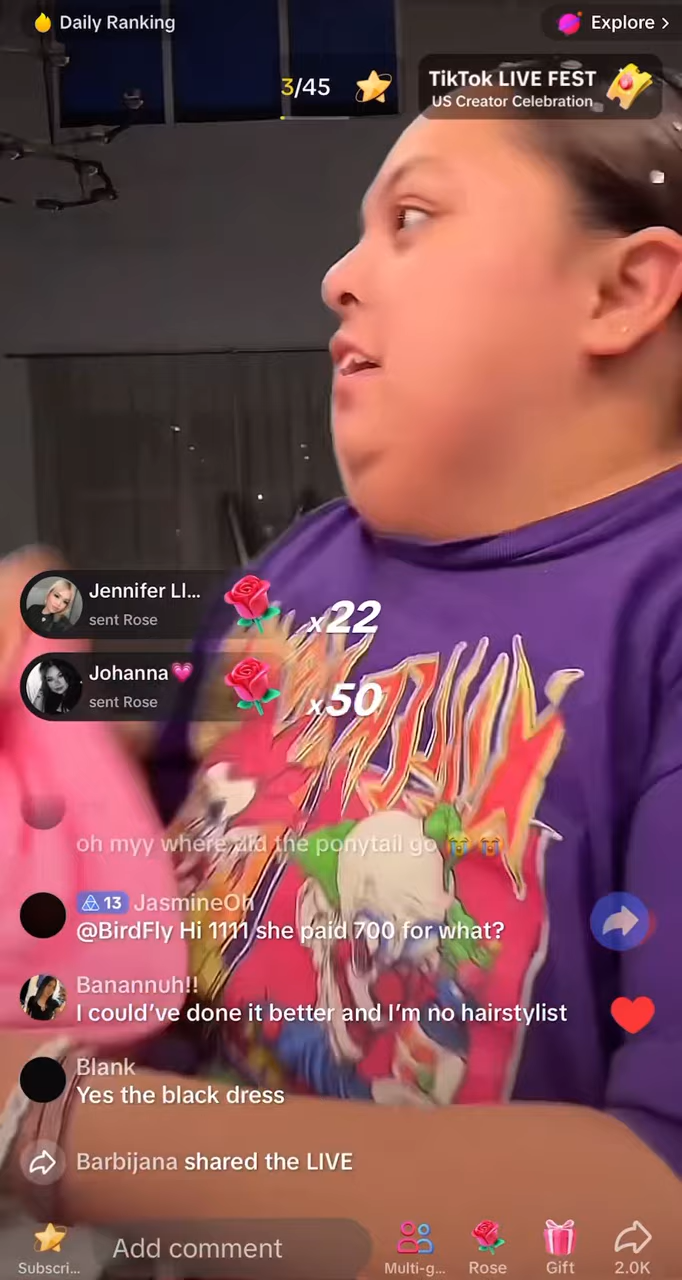 Daily Ranking
Explore >
3/45
TikTok LIVE FEST
US Creator Celebration
Jennifer Ll...
sent Rose
x22
Johanna💗
sent Rose
x50
oh myy where did the ponytail go 😭 😭
13 JasmineOh
@BirdFly Hi 1111 she paid 700 for what?
Banannuh!!
I could've done it better and I'm no hairstylist
Blank
Yes the black dress
Barbijana shared the LIVE
Subscri...
Add comment
Multi-g...
Rose
Gift
2.0K